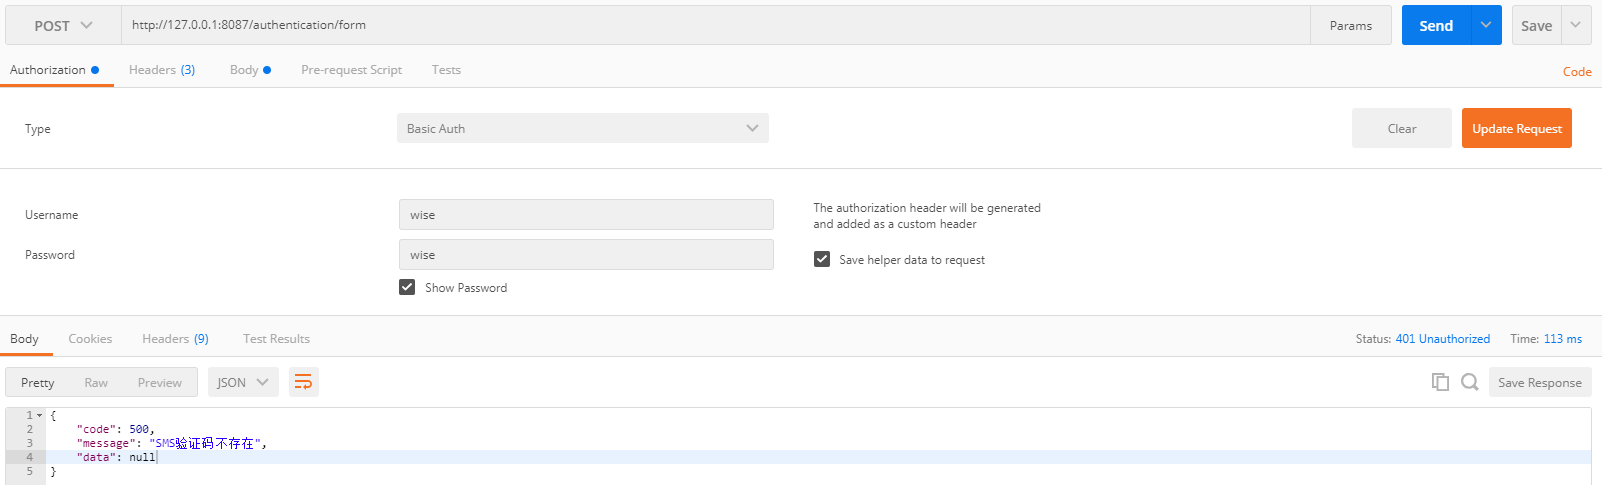 POST http://127.0.0.1:8087/authentication/form Params Send Save
Authorization Headers (3) Body Pre-request Script Tests Code
Type Basic Auth Clear Update Request
Username wise The authorization header will be generated
and added as a custom header
Password wise Save helper data to request
Show Password
Body Cookies Headers (9) Test Results Status: 401 Unauthorized Time: 113 ms
Pretty Raw Preview JSON Save Response
1 {
2 "code": 500,
3 "message": "SMS验证码不存在",
4 "data": null
5 }